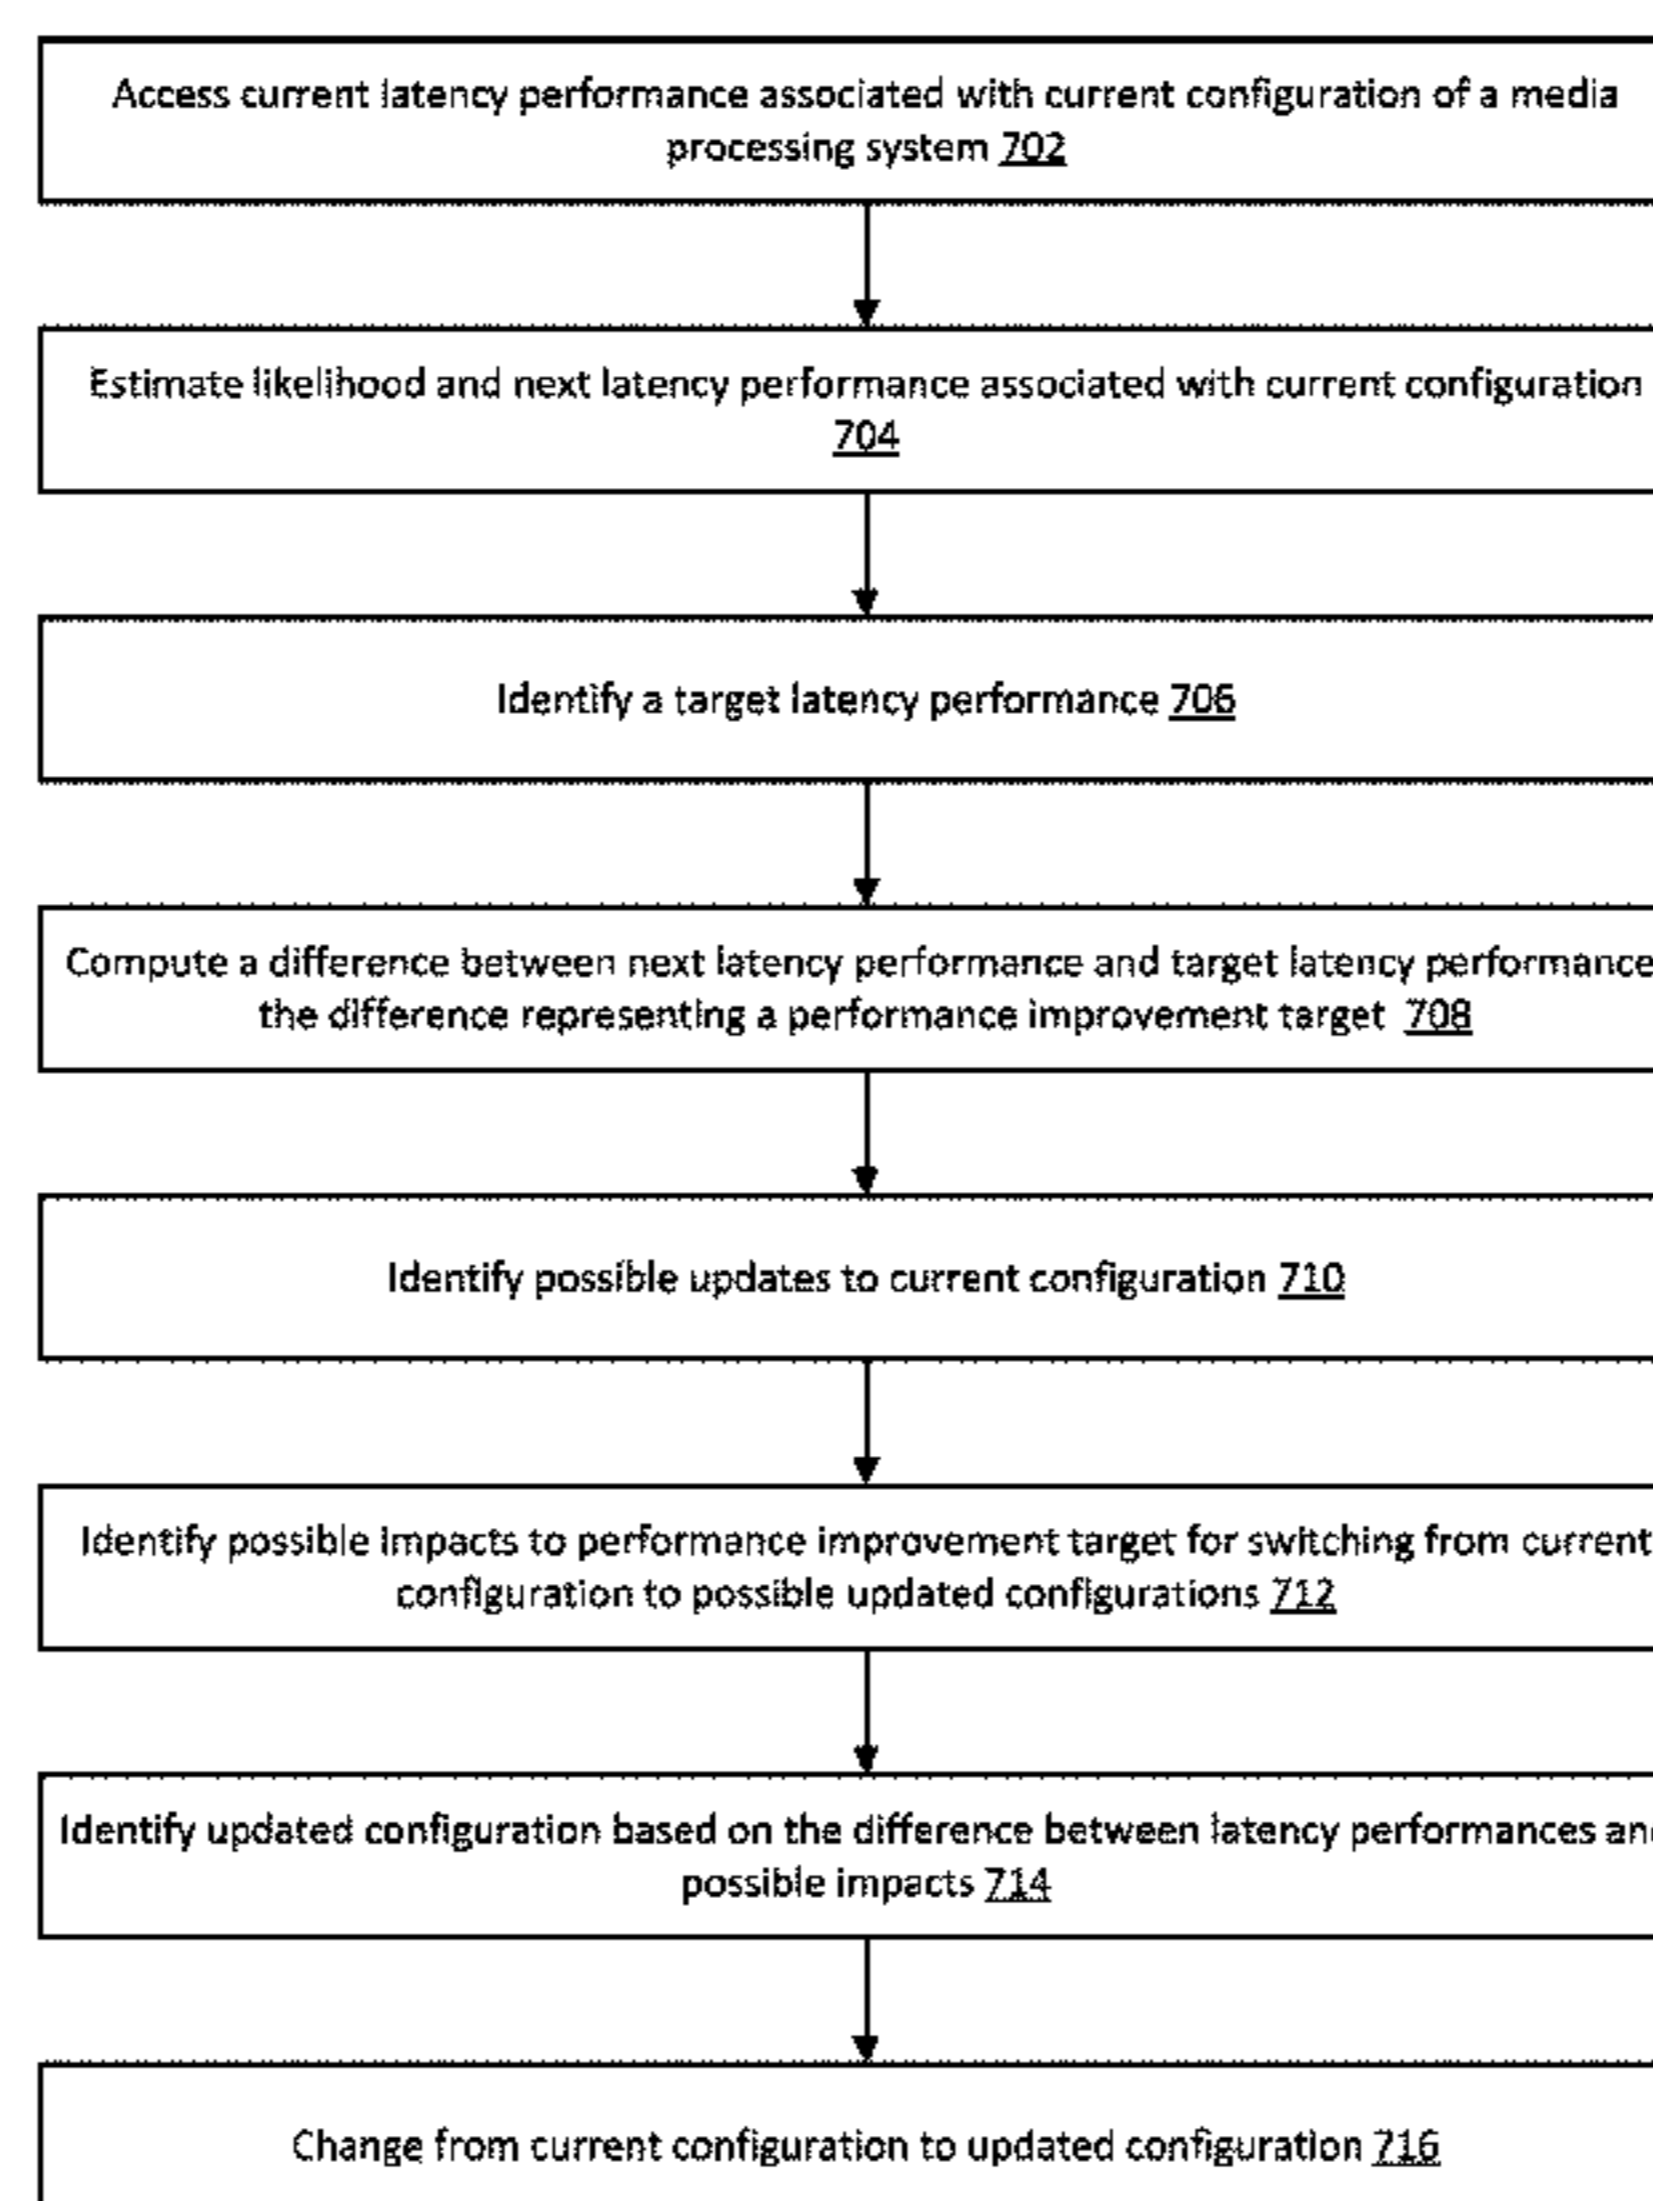 Access current latency performance associated with current configuration of a media
processing system 702
Estimate likelihood and next latency performance associated with current configuration
704
Identify a target latency performance 706
Compute a difference between next latency performance and target latency performance
the difference representing a performance improvement target 708
Identify possible updates to current configuration 710
Identify possible impacts to performance improvement target for switching from current
configuration to possible updated configurations 712
Identify updated configuration based on the difference between latency performances and
possible impacts 714
Change from current configuration to updated configuration 716